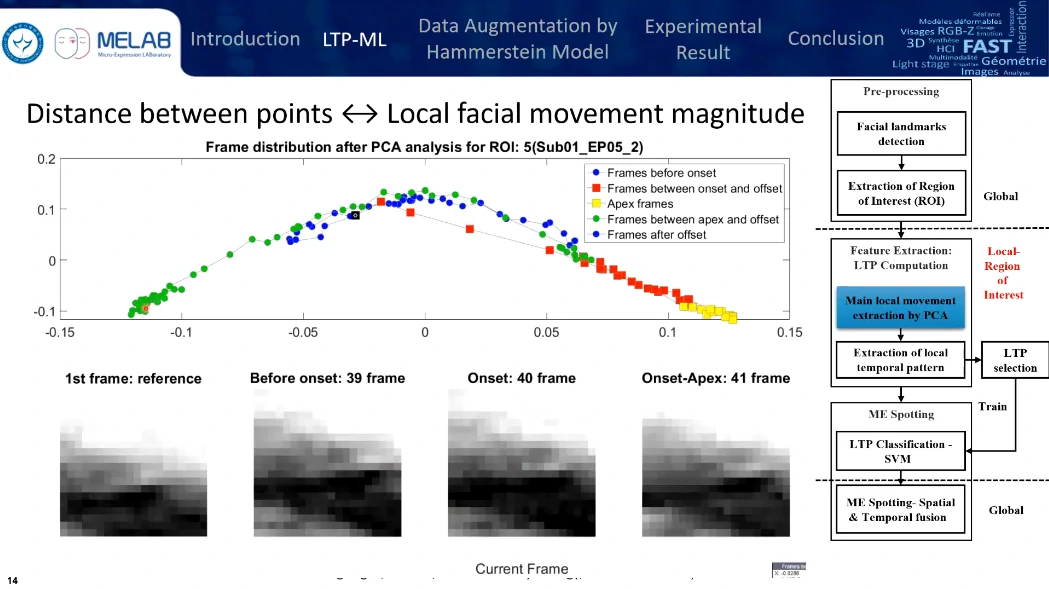 MELAB
Micro-Expression LABoratory
Introduction
LTP-ML
Data Augmentation by
Hammerstein Model
Experimental
Result
Conclusion
Réalisme
Modèles déformables
Visages RGB-Z
Emotion
Expression
Interaction
3D
Synthèse
HCI
FAST
Multimodalité
Géométrie
Light stage
Empathie
Images
Analyse
Distance between points ↔ Local facial movement magnitude
Frame distribution after PCA analysis for ROI: 5(Sub01_EP05_2)
0.2
0.1
0
-0.1
-0.15
-0.1
-0.05
0
0.05
0.1
0.15
Frames before onset
Frames between onset and offset
Apex frames
Frames between apex and offset
Frames after offset
1st frame: reference
Before onset: 39 frame
Onset: 40 frame
Onset-Apex: 41 frame
Current Frame
14
Pre-processing
Facial landmarks
detection
Extraction of Region
of Interest (ROI)
Global
Feature Extraction:
LTP Computation
Local-
Region
of
Interest
Main local movement
extraction by PCA
Extraction of local
temporal pattern
LTP
selection
ME Spotting
Train
LTP Classification -
SVM
ME Spotting- Spatial
& Temporal fusion
Global